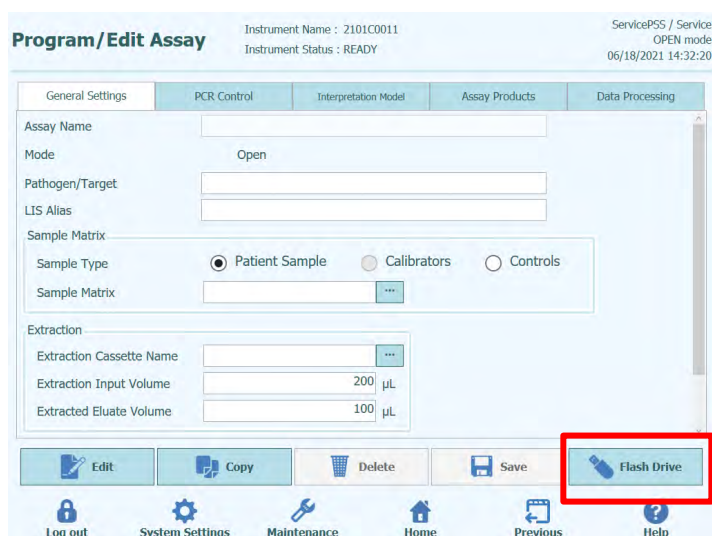 Program/Edit Assay
Instrument Name : 2101C0011
Instrument Status : READY
ServicePSS / Service
OPEN mode
06/18/2021 14:32:20
General Settings PCR Control Interpretation Model Assay Products Data Processing
Assay Name
Mode Open
Pathogen/Target
LIS Alias
Sample Matrix
Sample Type Patient Sample Calibrators Controls
Sample Matrix ...
Extraction
Extraction Cassette Name ...
Extraction Input Volume 200 µL
Extracted Eluate Volume 100 µL
Edit Copy Delete Save Flash Drive
Log out System Settings Maintenance Home Previous Help